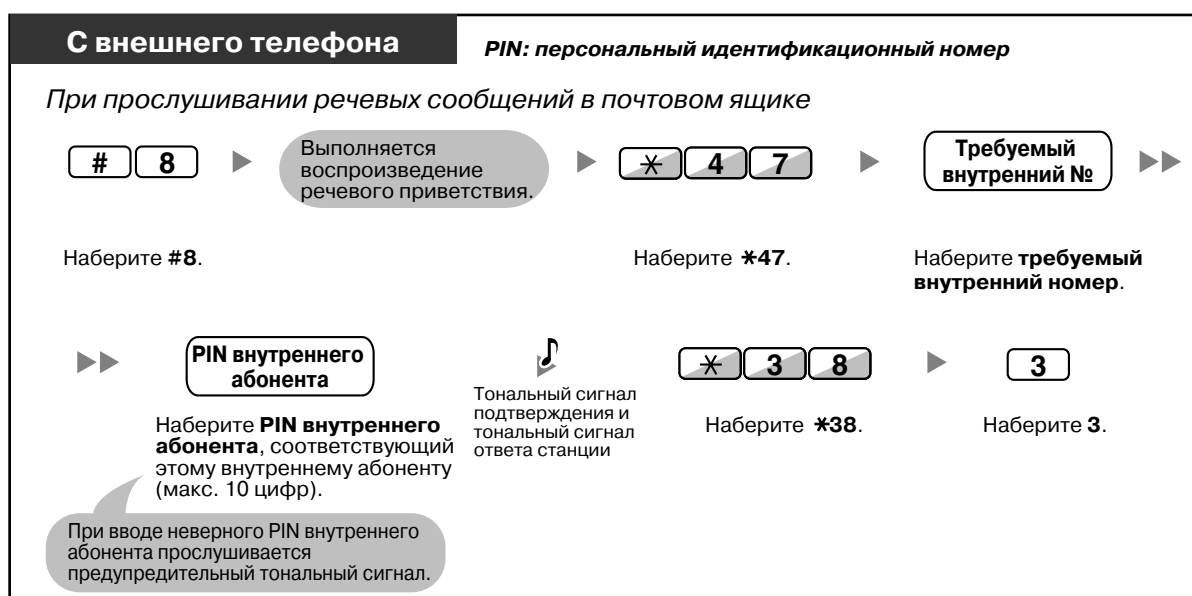 С внешнего телефона
PIN: персональный идентификационный номер
При прослушивании речевых сообщений в почтовом ящике
# 8
Выполняется
воспроизведение
речевого приветствия.
* 4 7
Требуемый
внутренний №
Наберите #8.
Наберите *47.
Наберите требуемый
внутренний номер.
PIN внутреннего
абонента
Наберите PIN внутреннего
абонента, соответствующий
этому внутреннему абоненту
(макс. 10 цифр).
При вводе неверного PIN внутреннего
абонента прослушивается
предупредительный тональный сигнал.
Тональный сигнал
подтверждения и
тональный сигнал
ответа станции
* 3 8
Наберите *38.
3
Наберите 3.